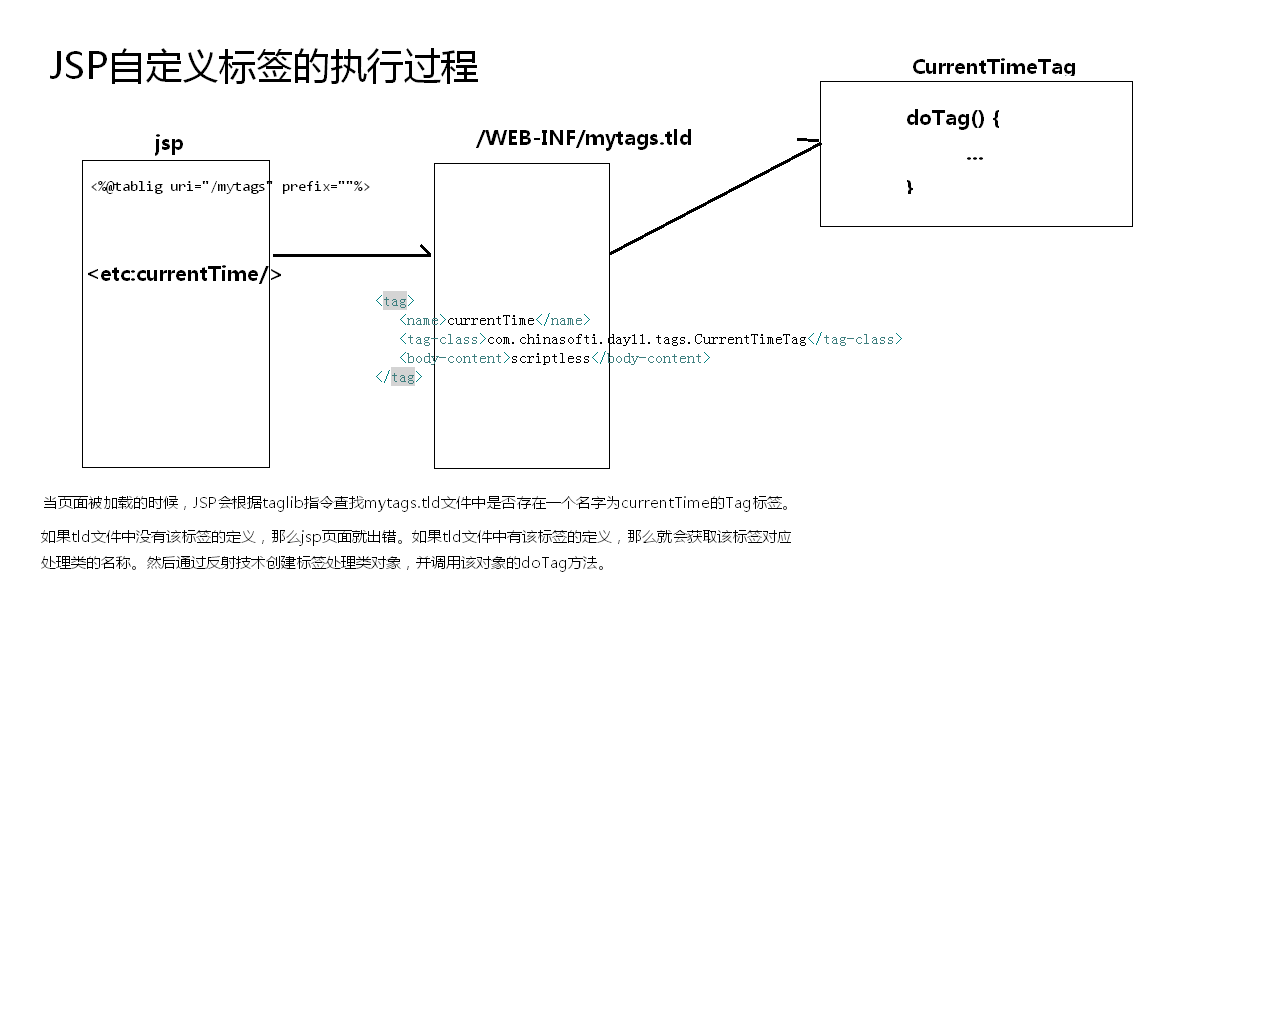 JSP自定义标签的执行过程
CurrentTimeTag
doTag() {
...
}
jsp
/WEB-INF/mytags.tld
<%@tablig uri="/mytags" prefix=""%>
<etc:currentTime/>
<tag>
<name>currentTime</name>
<tag-class>com.chinasofti.day11.tags.CurrentTimeTag</tag-class>
<body-content>scriptless</body-content>
</tag>
当页面被加载的时候，JSP会根据taglib指令查找mytags.tld文件中是否存在一个名字为currentTime的Tag标签。
如果tld文件中没有该标签的定义，那么jsp页面就出错。如果tld文件中有该标签的定义，那么就会获取该标签对应
处理类的名称。然后通过反射技术创建标签处理类对象，并调用该对象的doTag方法。